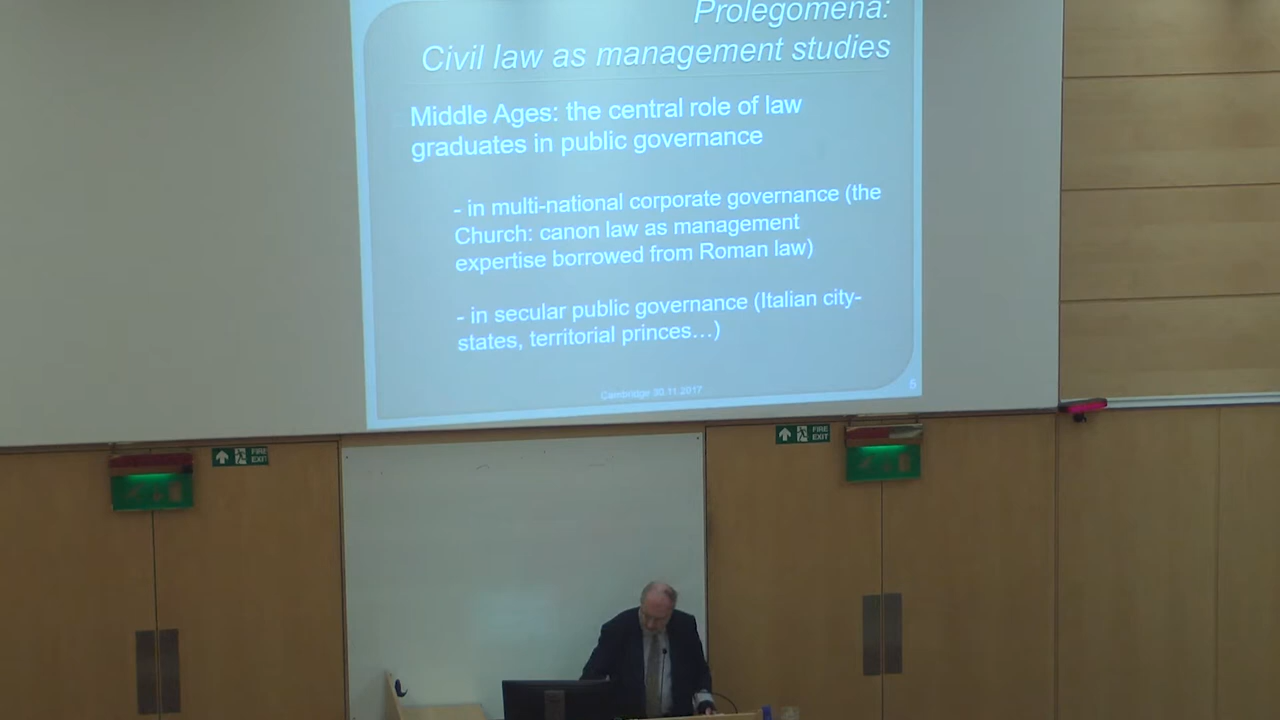 Prolegomena:
Civil law as management studies
Middle Ages: the central role of law
graduates in public governance
- in multi-national corporate governance (the
Church: canon law as management
expertise borrowed from Roman law)
- in secular public governance (Italian city-
states, territorial princes…)
Cambridge 30.11.2017
5
FIRE
EXIT
FIRE
EXIT